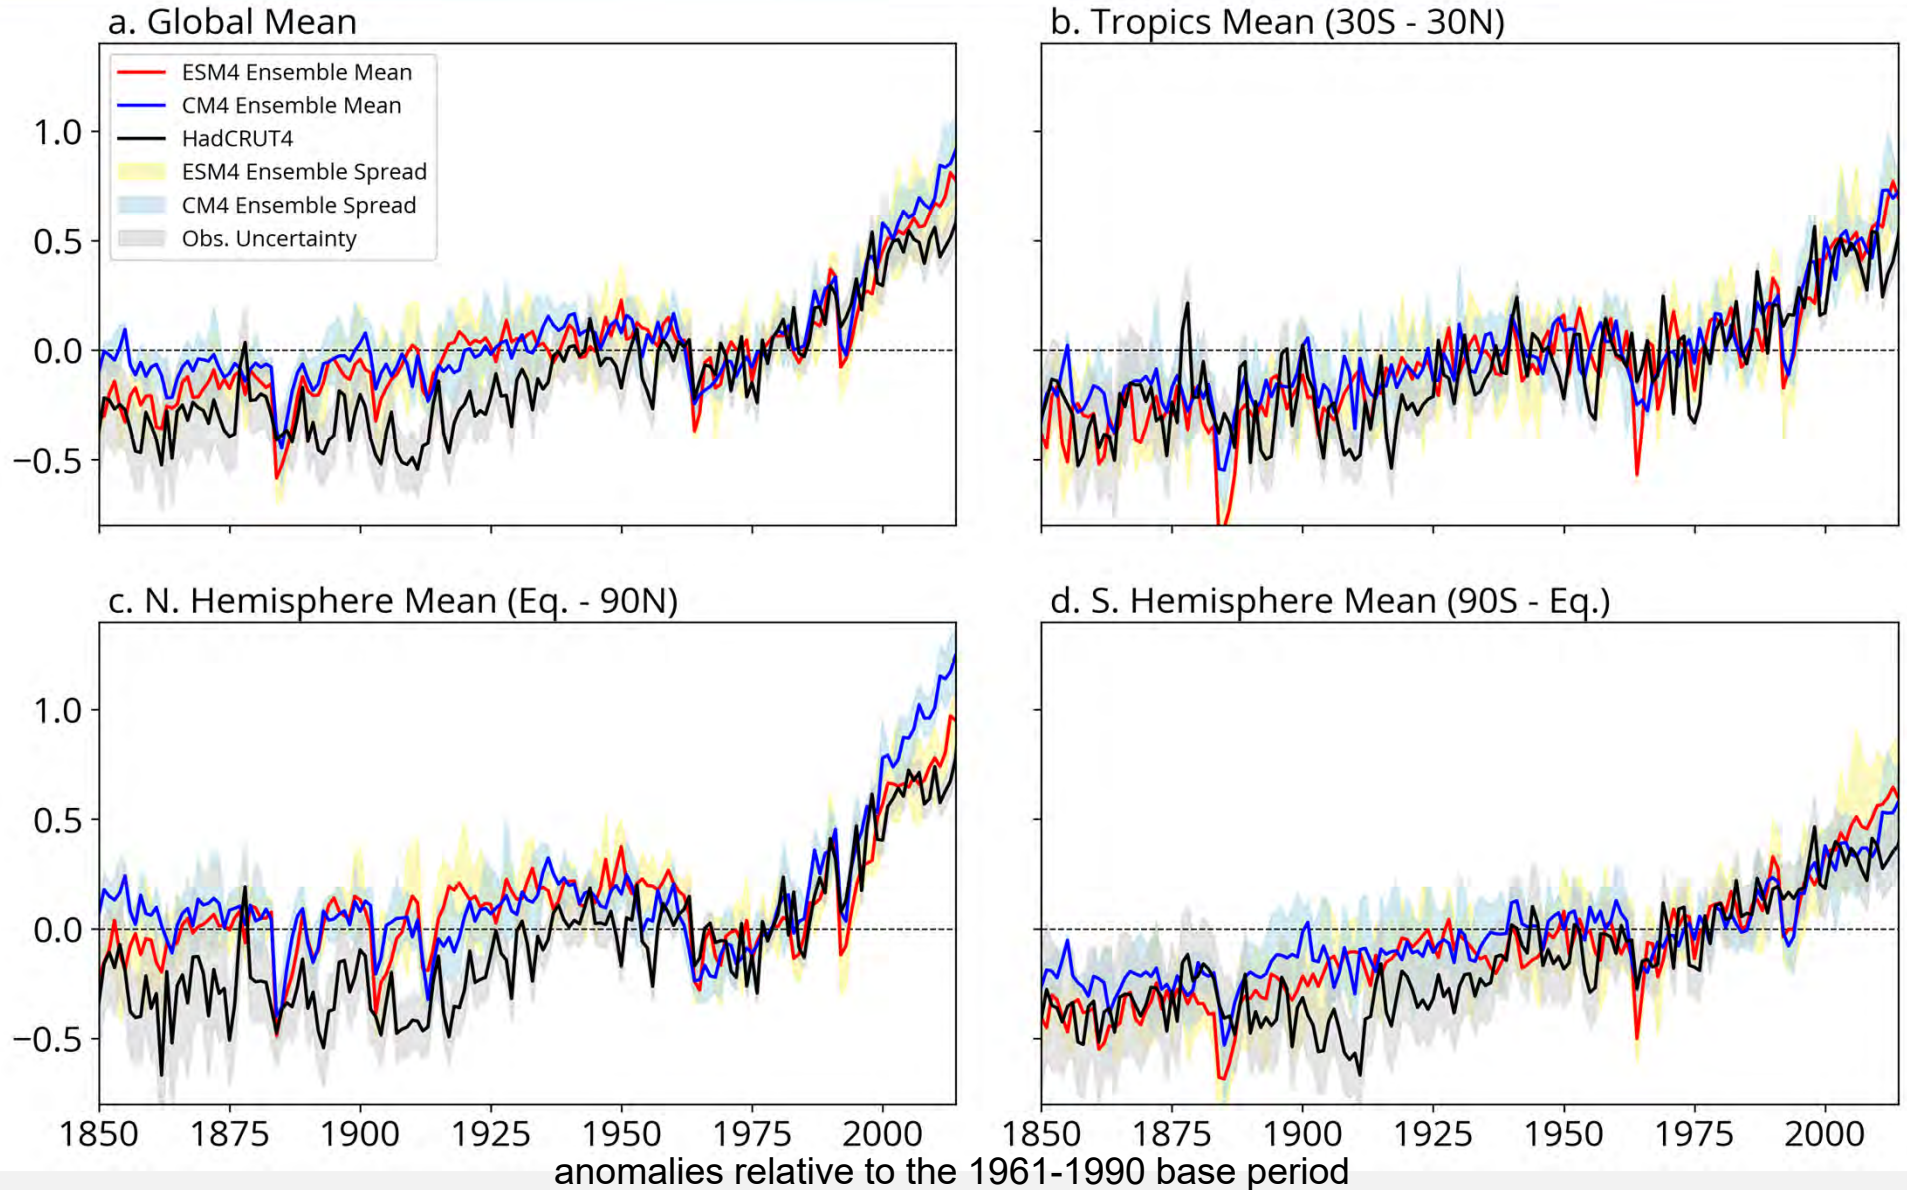 a. Global Mean
b. Tropics Mean (30S - 30N)
ESM4 Ensemble Mean
CM4 Ensemble Mean
HadCRUT4
ESM4 Ensemble Spread
CM4 Ensemble Spread
Obs. Uncertainty
1.0
0.5
0.0
−0.5
c. N. Hemisphere Mean (Eq. - 90N)
d. S. Hemisphere Mean (90S - Eq.)
1.0
0.5
0.0
−0.5
1850 1875 1900 1925 1950 1975 2000
1850 1875 1900 1925 1950 1975 2000
anomalies relative to the 1961-1990 base period